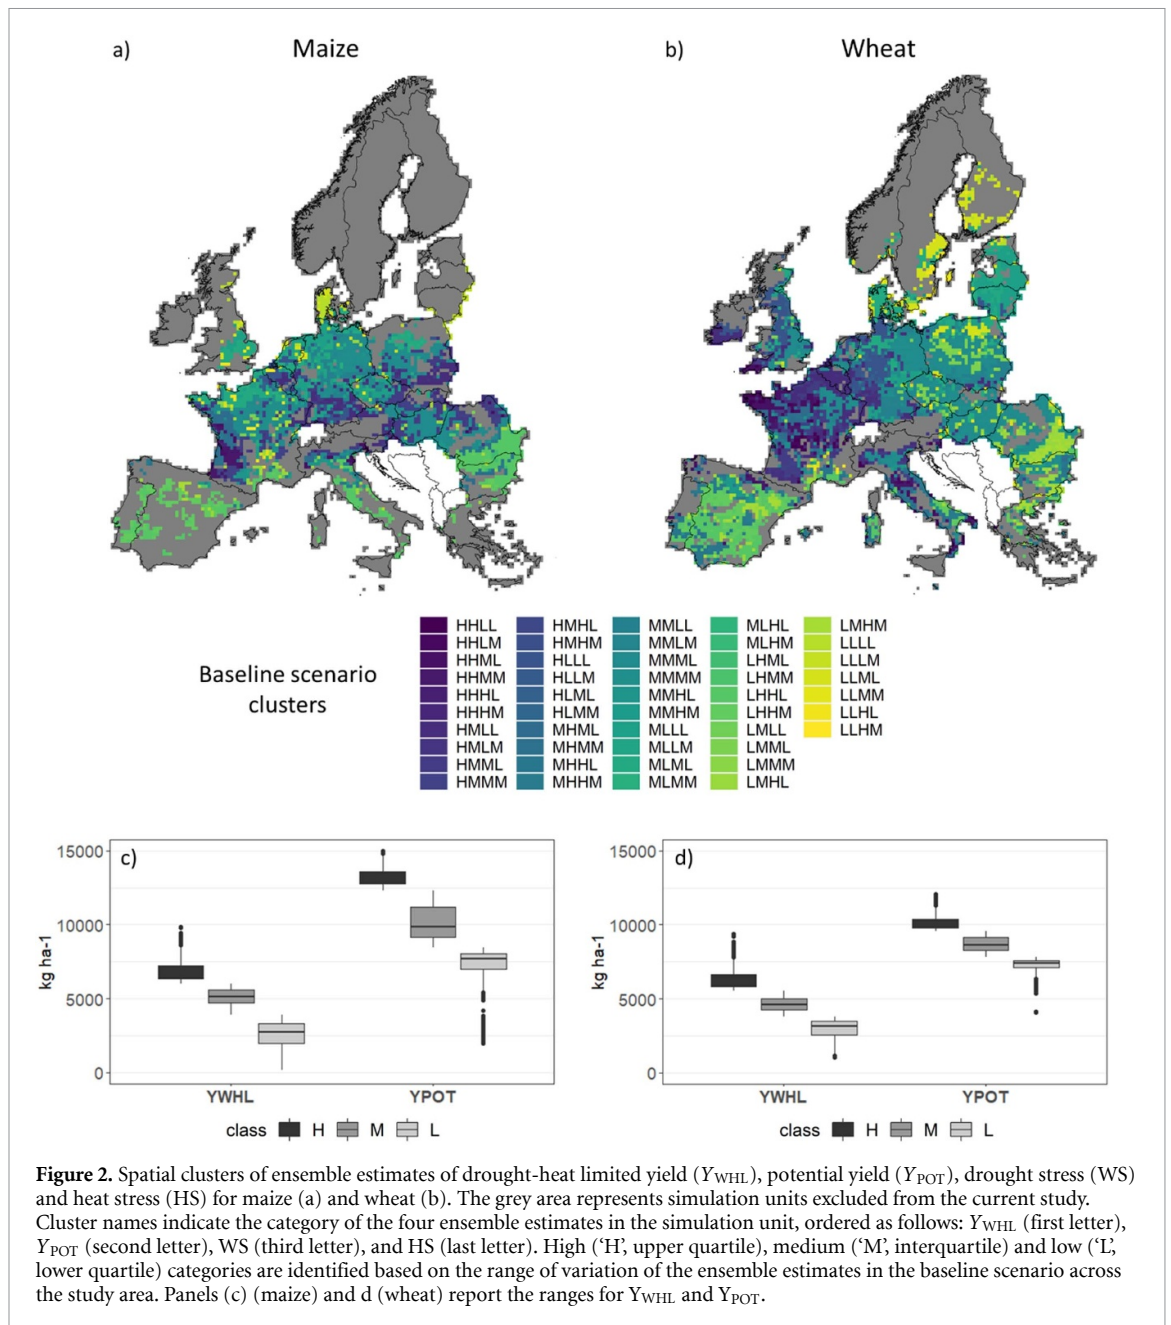 a)
Maize
b)
Wheat
Baseline scenario
clusters
HHLL
HHLM
HHML
HHMM
HHHL
HHHM
HMLL
HMLM
HMML
HMMM
HMHL
HMHM
HLLL
HLLM
HLML
HLMM
MHML
MHMM
MHHL
MHHM
MMLL
MMLM
MMML
MMMM
MMHL
MMHM
MLLL
MLLM
MLML
MLMM
MLHL
MLHM
LHML
LHMM
LHHL
LHHM
LMLL
LMML
LMMM
LMHL
LMHM
LLLL
LLLM
LLML
LLMM
LLHL
LLHM
c)
15000
10000
5000
0
kg ha-1
YWHL
YPOT
class H M L
d)
15000
10000
5000
0
kg ha-1
YWHL
YPOT
class H M L
Figure 2. Spatial clusters of ensemble estimates of drought-heat limited yield (YWHL), potential yield (YPOT), drought stress (WS)
and heat stress (HS) for maize (a) and wheat (b). The grey area represents simulation units excluded from the current study.
Cluster names indicate the category of the four ensemble estimates in the simulation unit, ordered as follows: YWHL (first letter),
YPOT (second letter), WS (third letter), and HS (last letter). High (‘H’, upper quartile), medium (‘M’, interquartile) and low (‘L’,
lower quartile) categories are identified based on the range of variation of the ensemble estimates in the baseline scenario across
the study area. Panels (c) (maize) and d (wheat) report the ranges for YWHL and YPOT.